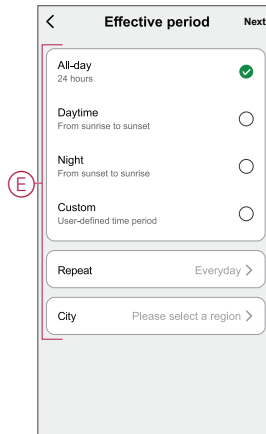 Effective period Next
All-day
24 hours
Daytime
From sunrise to sunset
Night
From sunset to sunrise
Custom
User-defined time period
E
Repeat Everyday
City Please select a region